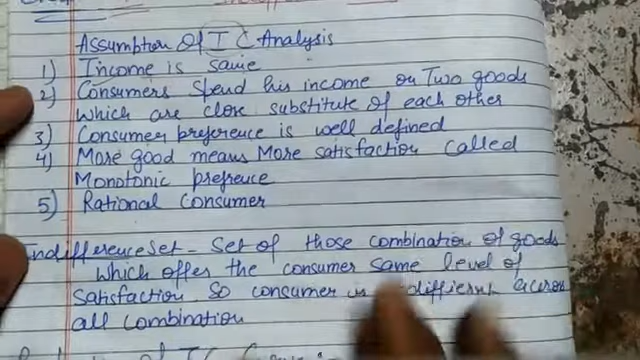 Assumption Of I C Analysis
1) Income is same
2) Consumers Spend his income on Two goods
which are close substitute of each other
3) Consumer preference is well defined
4) More good means More satisfaction called
Monotonic prefreuce
5) Rational Consumer
Indifference Set - Set of those combination of goods
which offer the consumer same level of
Satisfaction So consumer
all combination